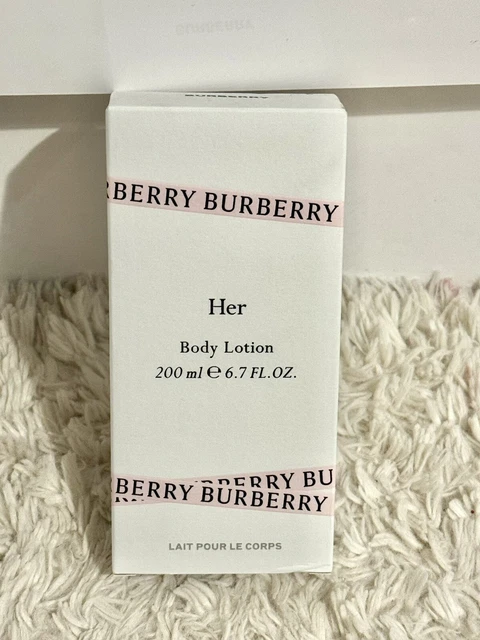 BURBERRY
RBERRY BURBERRY
Her
Body Lotion
200 ml ℮ 6.7 FL.OZ.
BERRY BU
BERRY BURBERRY
LAIT POUR LE CORPS